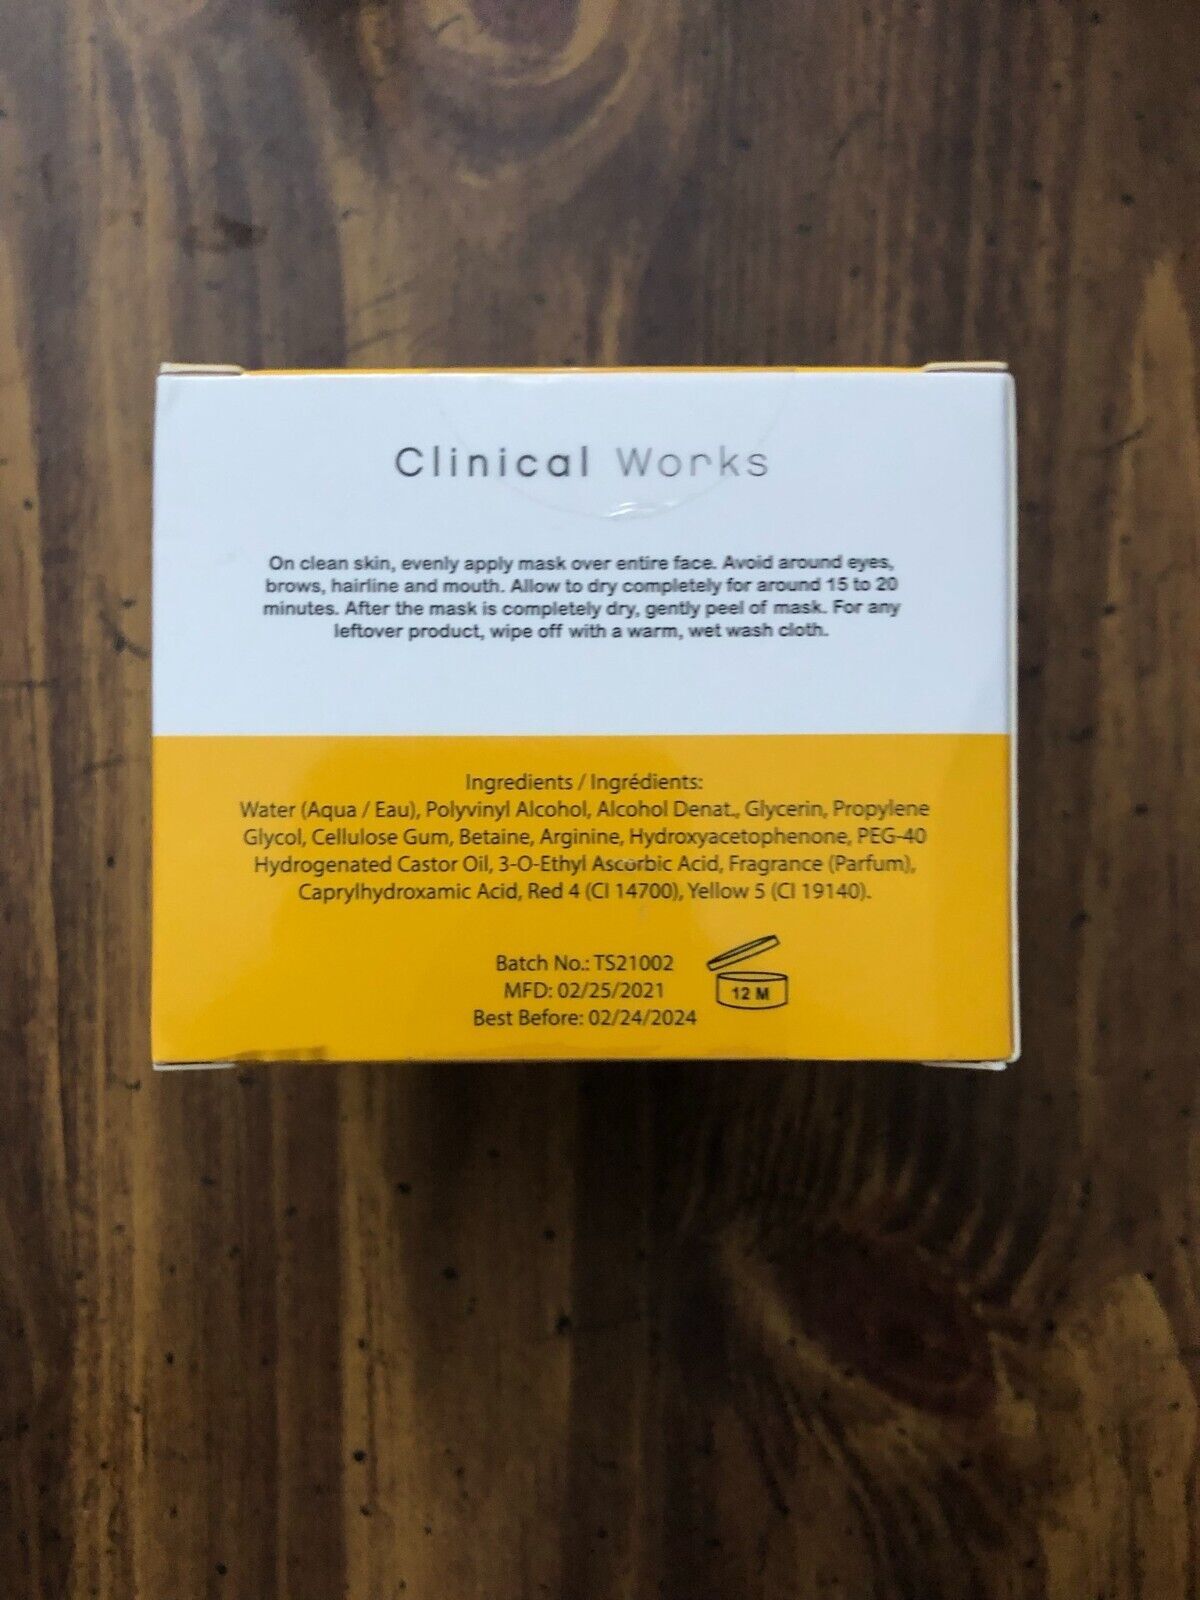 Clinical Works
On clean skin, evenly apply mask over entire face. Avoid around eyes,
brows, hairline and mouth. Allow to dry completely for around 15 to 20
minutes. After the mask is completely dry, gently peel of mask. For any
leftover product, wipe off with a warm, wet wash cloth.
Ingredients / Ingrédients:
Water (Aqua / Eau), Polyvinyl Alcohol, Alcohol Denat., Glycerin, Propylene
Glycol, Cellulose Gum, Betaine, Arginine, Hydroxyacetophenone, PEG-40
Hydrogenated Castor Oil, 3-O-Ethyl Ascorbic Acid, Fragrance (Parfum),
Caprylhydroxamic Acid, Red 4 (CI 14700), Yellow 5 (CI 19140).
Batch No.: TS21002
MFD: 02/25/2021
Best Before: 02/24/2024
12 M